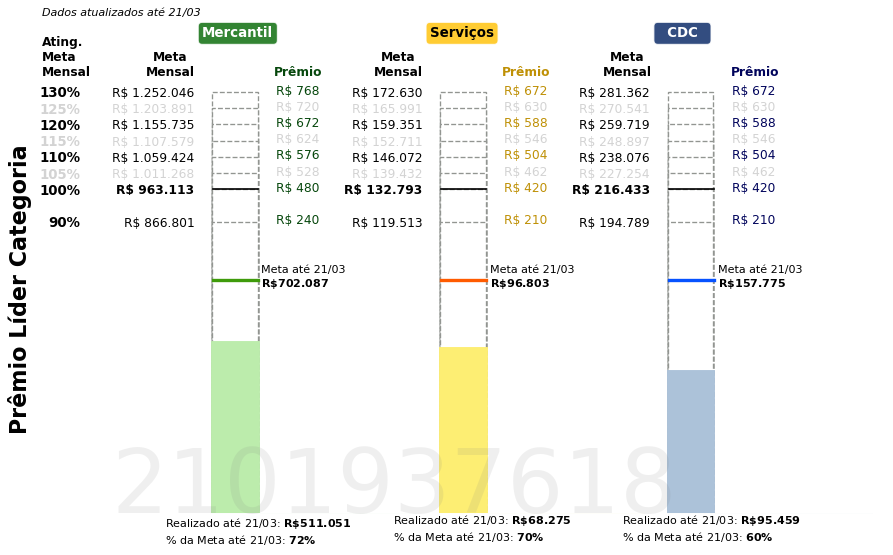 Dados atualizados até 21/03
Mercantil Serviços CDC
Ating. Meta Mensal
Meta Mensal Prêmio Meta Mensal Prêmio Meta Mensal Prêmio
130% R$ 1.252.046 R$ 768 R$ 172.630 R$ 672 R$ 281.362 R$ 672
125% R$ 1.203.891 R$ 720 R$ 165.991 R$ 630 R$ 270.541 R$ 630
120% R$ 1.155.735 R$ 672 R$ 159.351 R$ 588 R$ 259.719 R$ 588
115% R$ 1.107.579 R$ 624 R$ 152.711 R$ 546 R$ 248.897 R$ 546
110% R$ 1.059.424 R$ 576 R$ 146.072 R$ 504 R$ 238.076 R$ 504
105% R$ 1.011.268 R$ 528 R$ 139.432 R$ 462 R$ 227.254 R$ 462
100% R$ 963.113 R$ 480 R$ 132.793 R$ 420 R$ 216.433 R$ 420
90% R$ 866.801 R$ 240 R$ 119.513 R$ 210 R$ 194.789 R$ 210
Meta até 21/03 Meta até 21/03 Meta até 21/03
R$702.087 R$96.803 R$157.775
Prêmio Líder Categoria
2101937618
Realizado até 21/03: R$511.051 Realizado até 21/03: R$68.275 Realizado até 21/03: R$95.459
% da Meta até 21/03: 72% % da Meta até 21/03: 70% % da Meta até 21/03: 60%